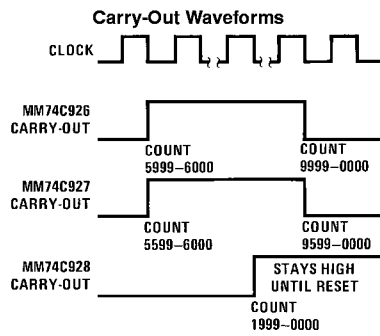 Carry-Out Waveforms
CLOCK
MM74C926
CARRY-OUT
COUNT
5999–6000
COUNT
9999–0000
MM74C927
CARRY-OUT
COUNT
5599–6000
COUNT
9599–0000
MM74C928
CARRY-OUT
STAYS HIGH
UNTIL RESET
COUNT
1999–0000